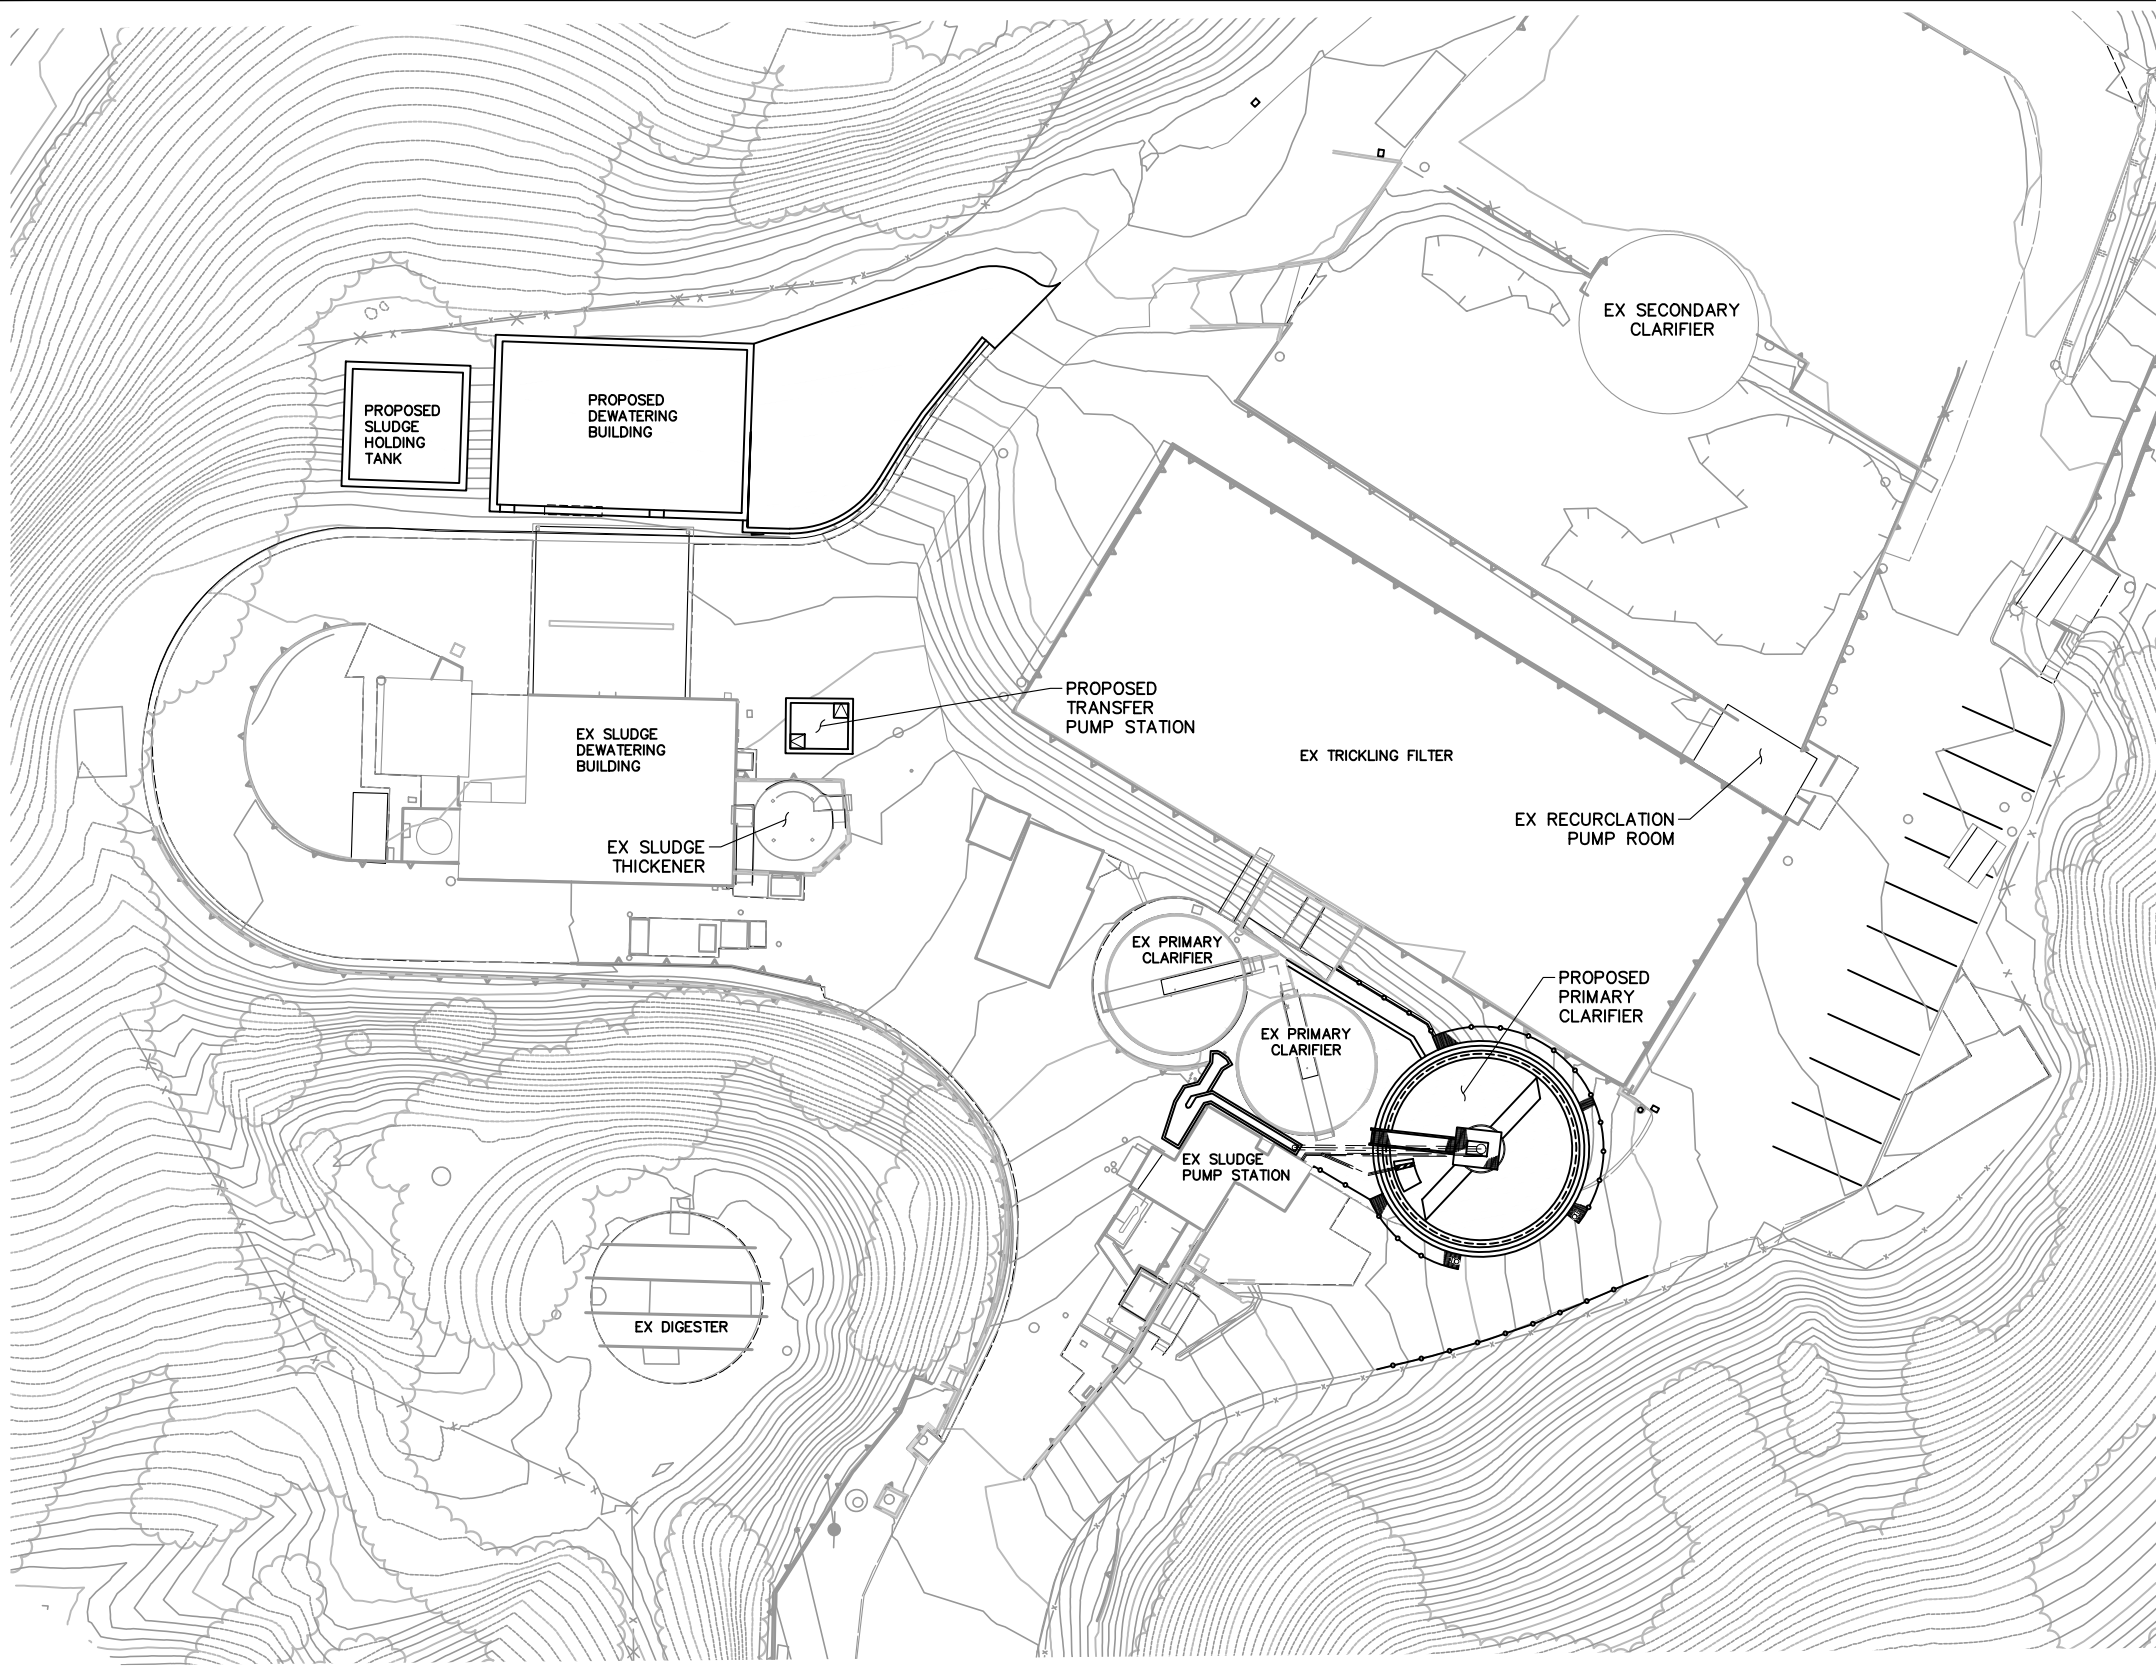 EX SECONDARY
CLARIFIER
PROPOSED
SLUDGE
HOLDING
TANK
PROPOSED
DEWATERING
BUILDING
PROPOSED
TRANSFER
PUMP STATION
EX SLUDGE
DEWATERING
BUILDING
EX TRICKLING FILTER
EX RECURCLATION
PUMP ROOM
EX SLUDGE
THICKENER
EX PRIMARY
CLARIFIER
PROPOSED
PRIMARY
CLARIFIER
EX PRIMARY
CLARIFIER
EX SLUDGE
PUMP STATION
EX DIGESTER